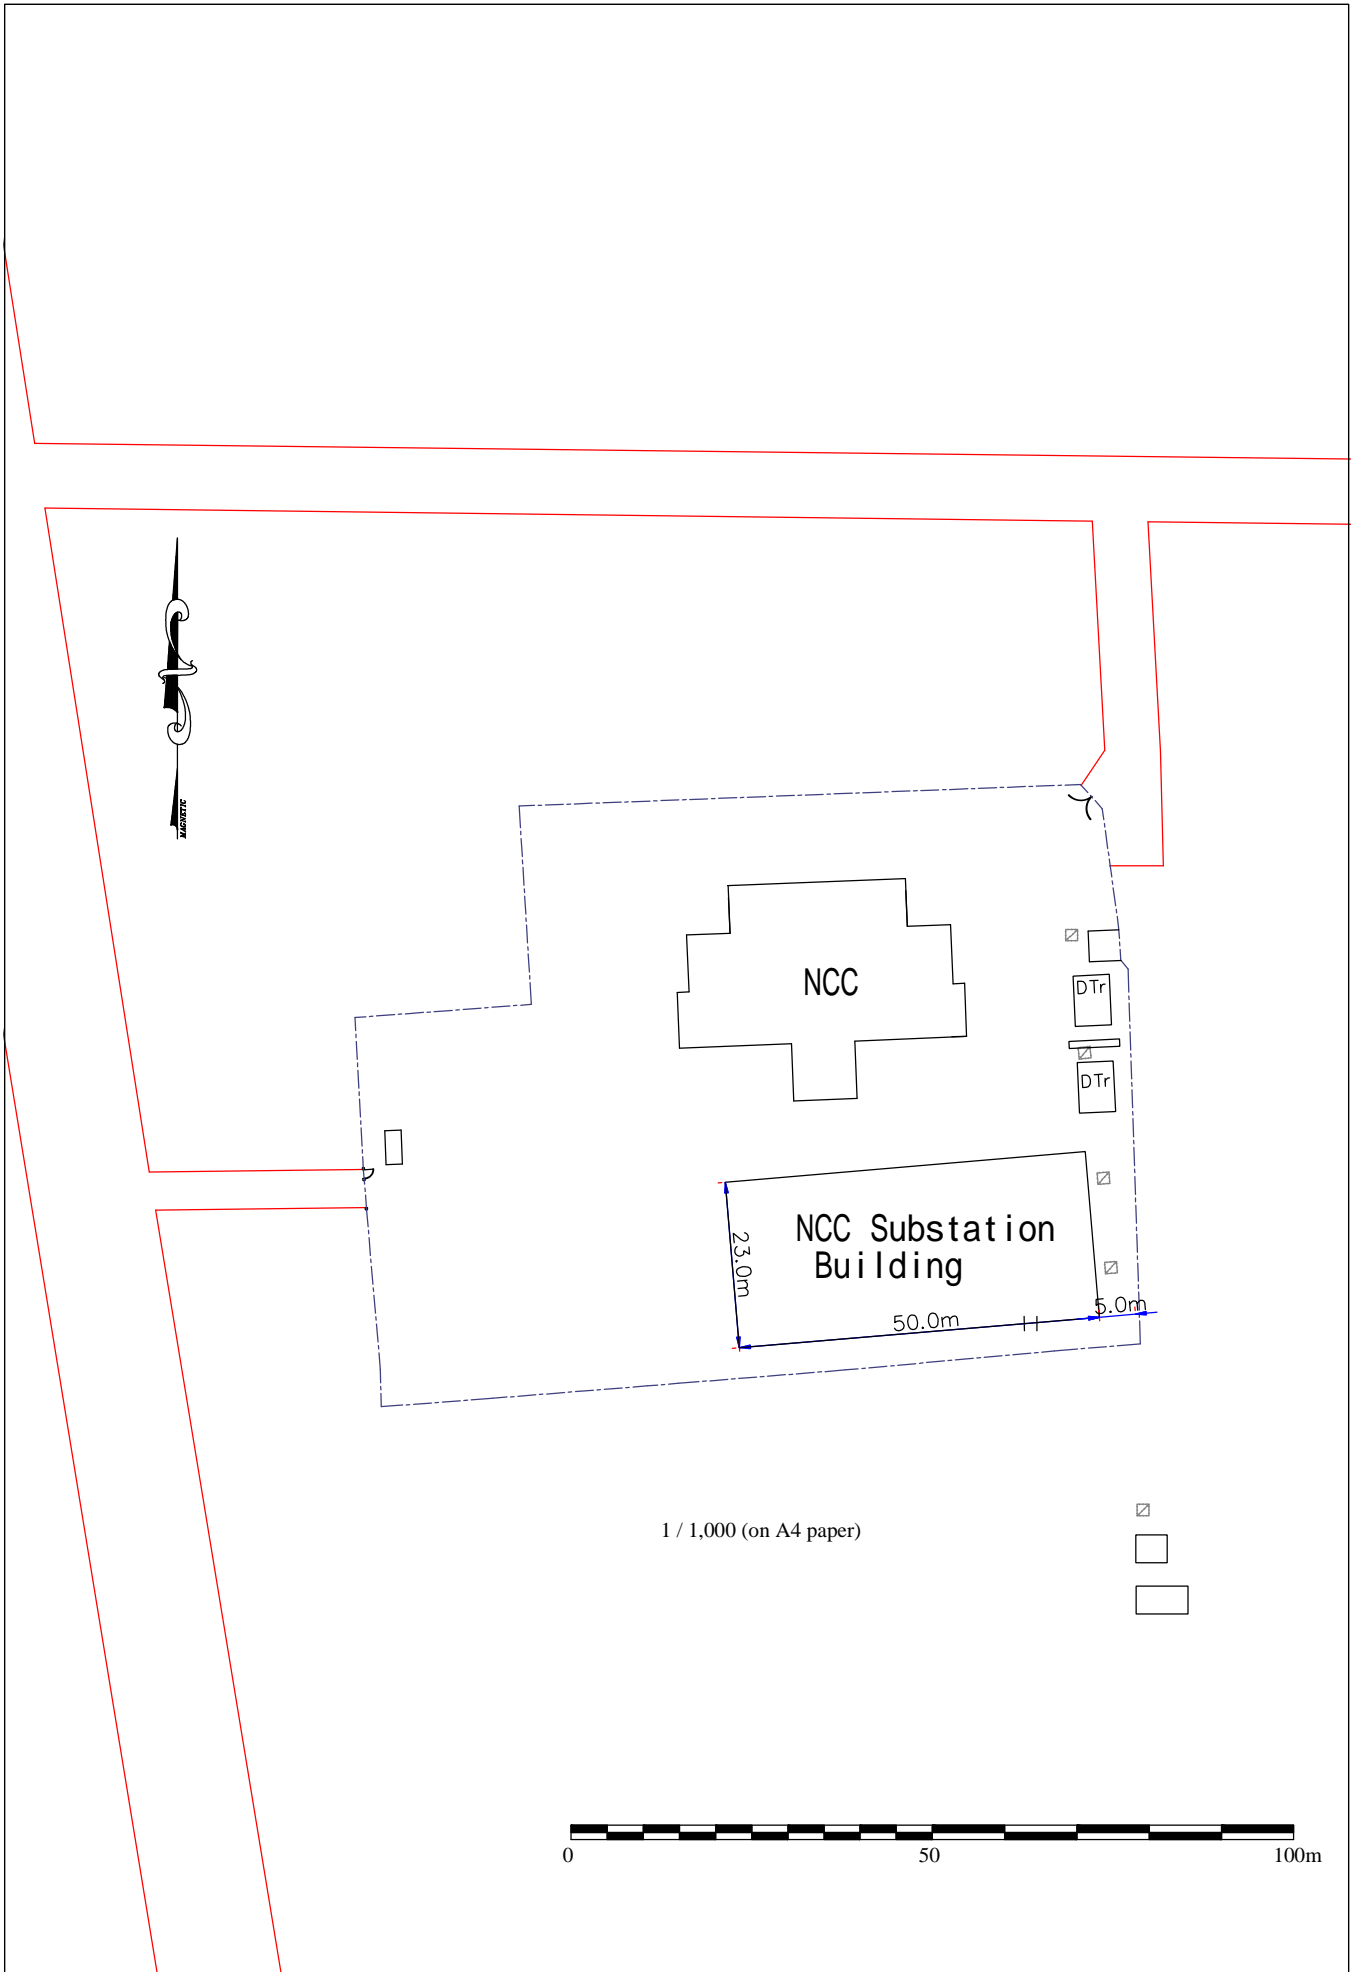 MAGNETIC
NCC
DTr
DTr
NCC Substation
Building
23.0m
50.0m
5.0m
1 / 1,000 (on A4 paper)
0
50
100m